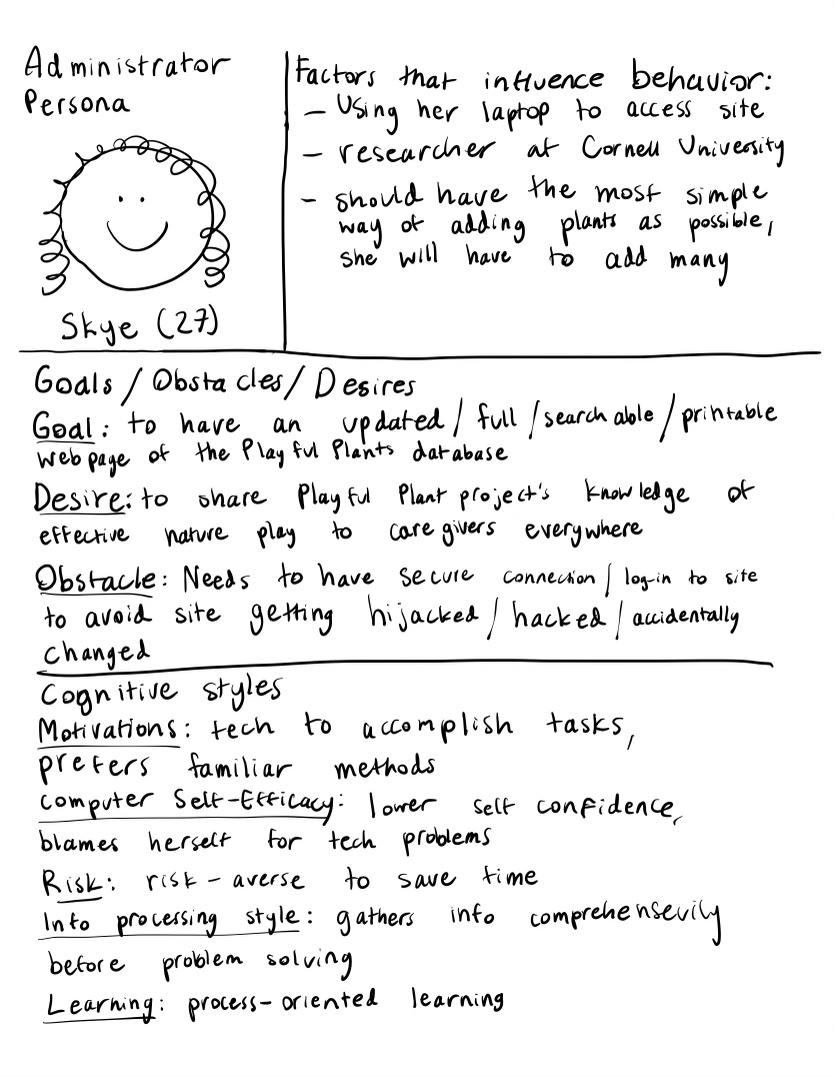 Administrator
Persona
Skye (27)
Factors that influence behavior:
- Using her laptop to access site
- researcher at Cornell University
- should have the most simple
way of adding plants as possible,
she will have to add many
Goals / Obstacles / Desires
Goal: to have an updated / full / searchable / printable
webpage of the Playful Plants database
Desire: to share Playful Plant project's knowledge of
effective nature play to caregivers everywhere
Obstacle: Needs to have secure connection / log-in to site
to avoid site getting hijacked / hacked / accidentally
changed
Cognitive styles
Motivations: tech to accomplish tasks,
prefers familiar methods
Computer Self-Efficacy: lower self confidence,
blames herself for tech problems
Risk: risk-averse to save time
Info processing style: gathers info comprehensevily
before problem solving
Learning: process-oriented learning